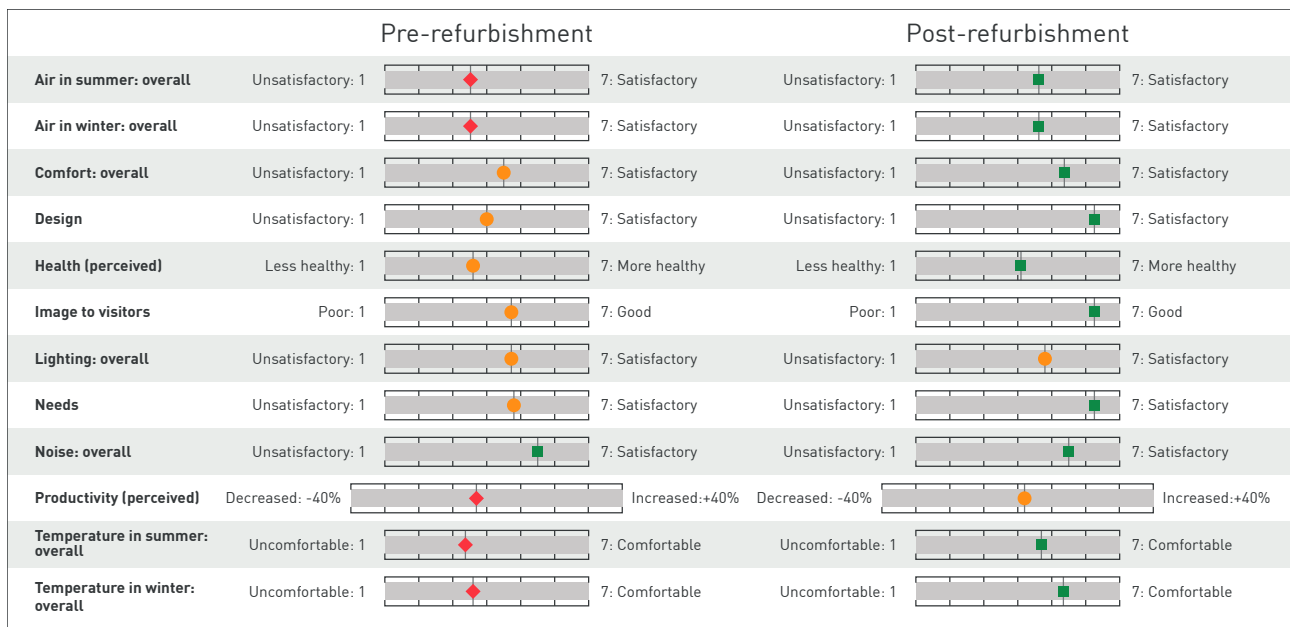 Pre-refurbishment Post-refurbishment
Air in summer: overall Unsatisfactory: 1 7: Satisfactory Unsatisfactory: 1 7: Satisfactory
Air in winter: overall Unsatisfactory: 1 7: Satisfactory Unsatisfactory: 1 7: Satisfactory
Comfort: overall Unsatisfactory: 1 7: Satisfactory Unsatisfactory: 1 7: Satisfactory
Design Unsatisfactory: 1 7: Satisfactory Unsatisfactory: 1 7: Satisfactory
Health (perceived) Less healthy: 1 7: More healthy Less healthy: 1 7: More healthy
Image to visitors Poor: 1 7: Good Poor: 1 7: Good
Lighting: overall Unsatisfactory: 1 7: Satisfactory Unsatisfactory: 1 7: Satisfactory
Needs Unsatisfactory: 1 7: Satisfactory Unsatisfactory: 1 7: Satisfactory
Noise: overall Unsatisfactory: 1 7: Satisfactory Unsatisfactory: 1 7: Satisfactory
Productivity (perceived) Decreased: -40% Increased:+40% Decreased: -40% Increased:+40%
Temperature in summer:
overall Uncomfortable: 1 7: Comfortable Uncomfortable: 1 7: Comfortable
Temperature in winter:
overall Uncomfortable: 1 7: Comfortable Uncomfortable: 1 7: Comfortable